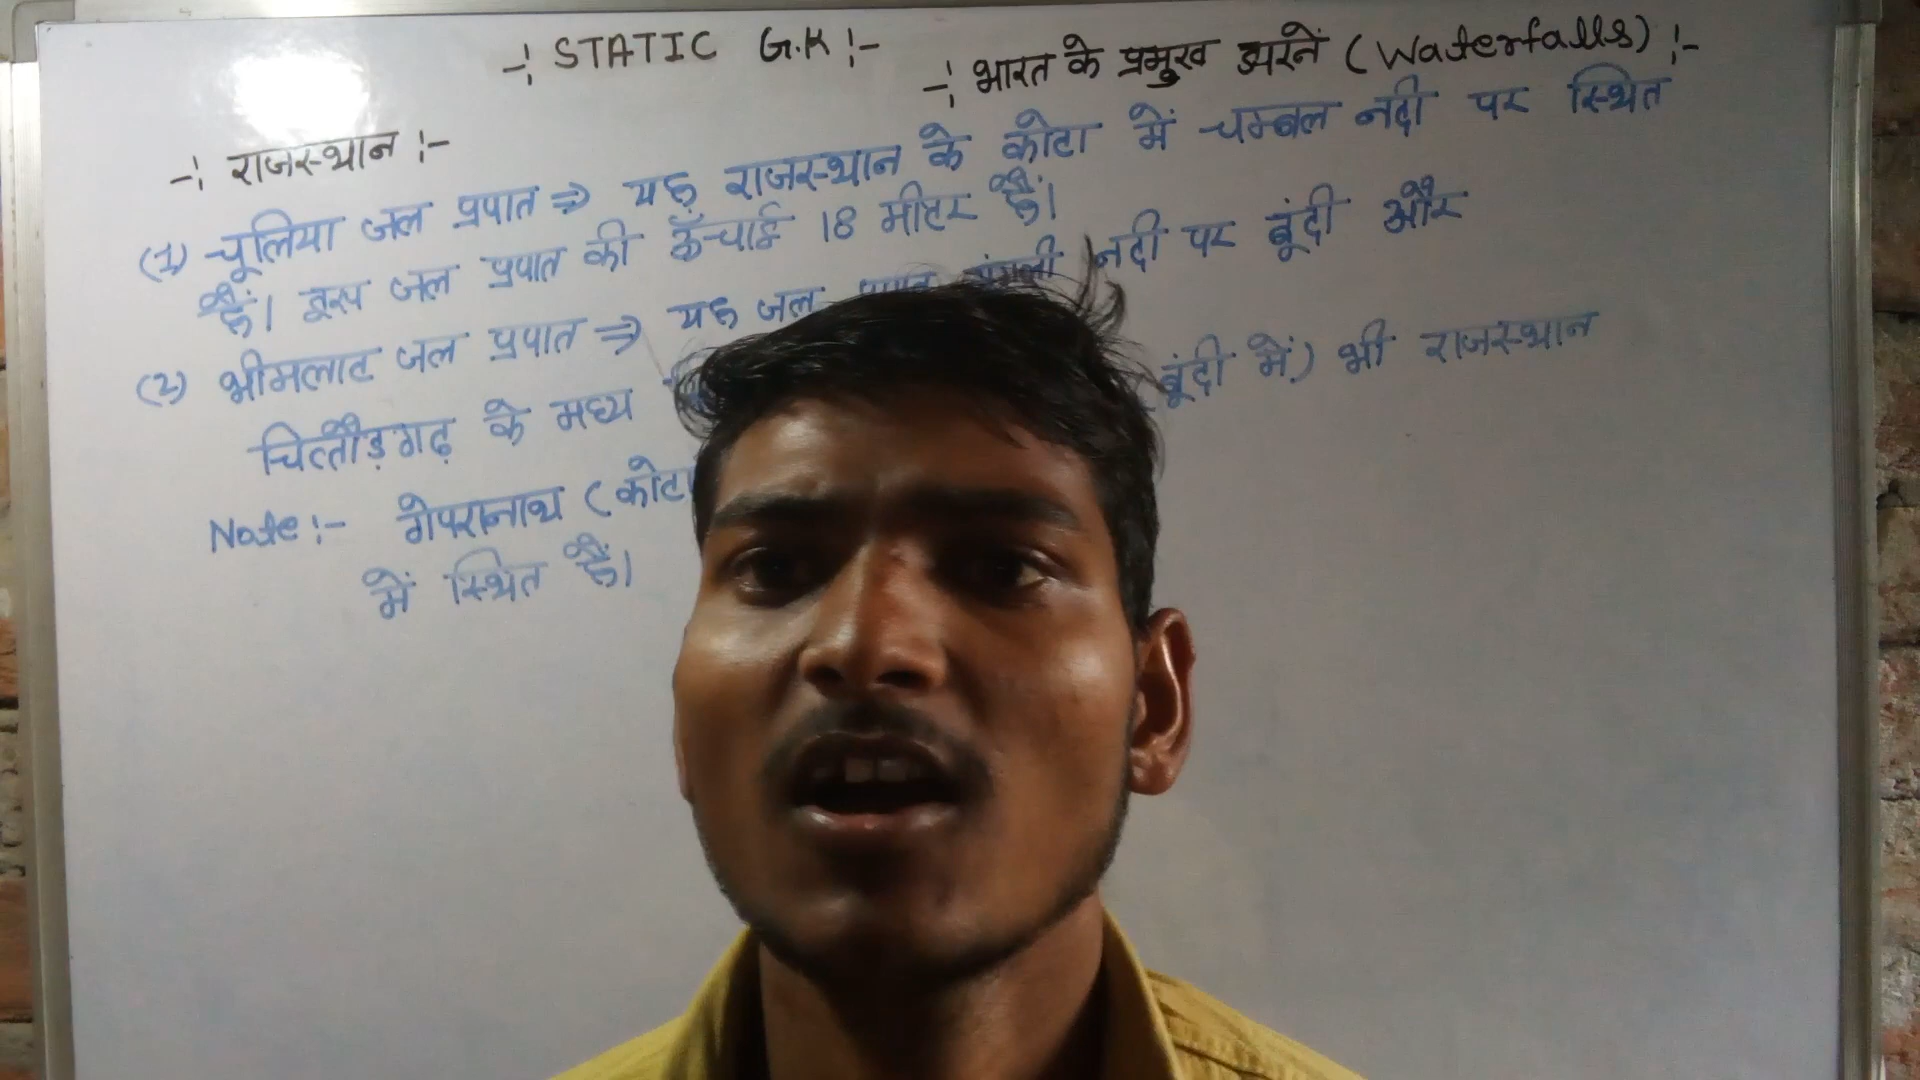 -: STATIC G.K :-
-: भारत के प्रमुख झरनें (Waterfalls) :-
-: राजस्थान :-
(1) चूलिया जल प्रपात ⇒ यह राजस्थान के कोटा में चम्बल नदी पर स्थित
हैं। इस जल प्रपात की ऊँचाई 18 मीटर हैं।
(2) भीमलाट जल प्रपात ⇒ यह जल नदी पर बूंदी और
चित्तौड़गढ़ के मध्य
Note:- गेपरानाथ (कोटा बूंदी में) भी राजस्थान
में स्थित हैं।